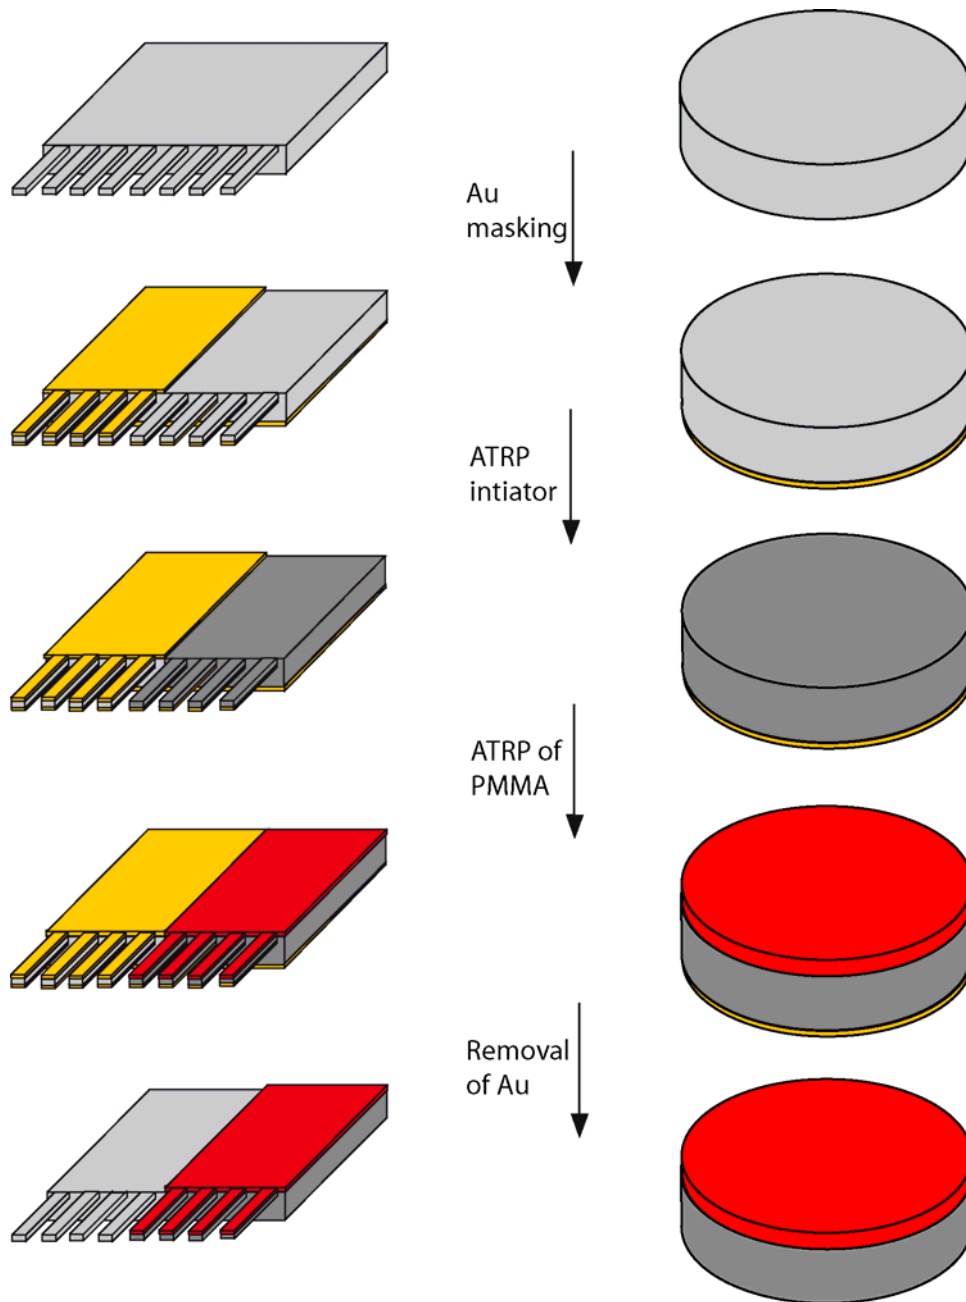 Au
masking
ATRP
intiator
ATRP of
PMMA
Removal
of Au